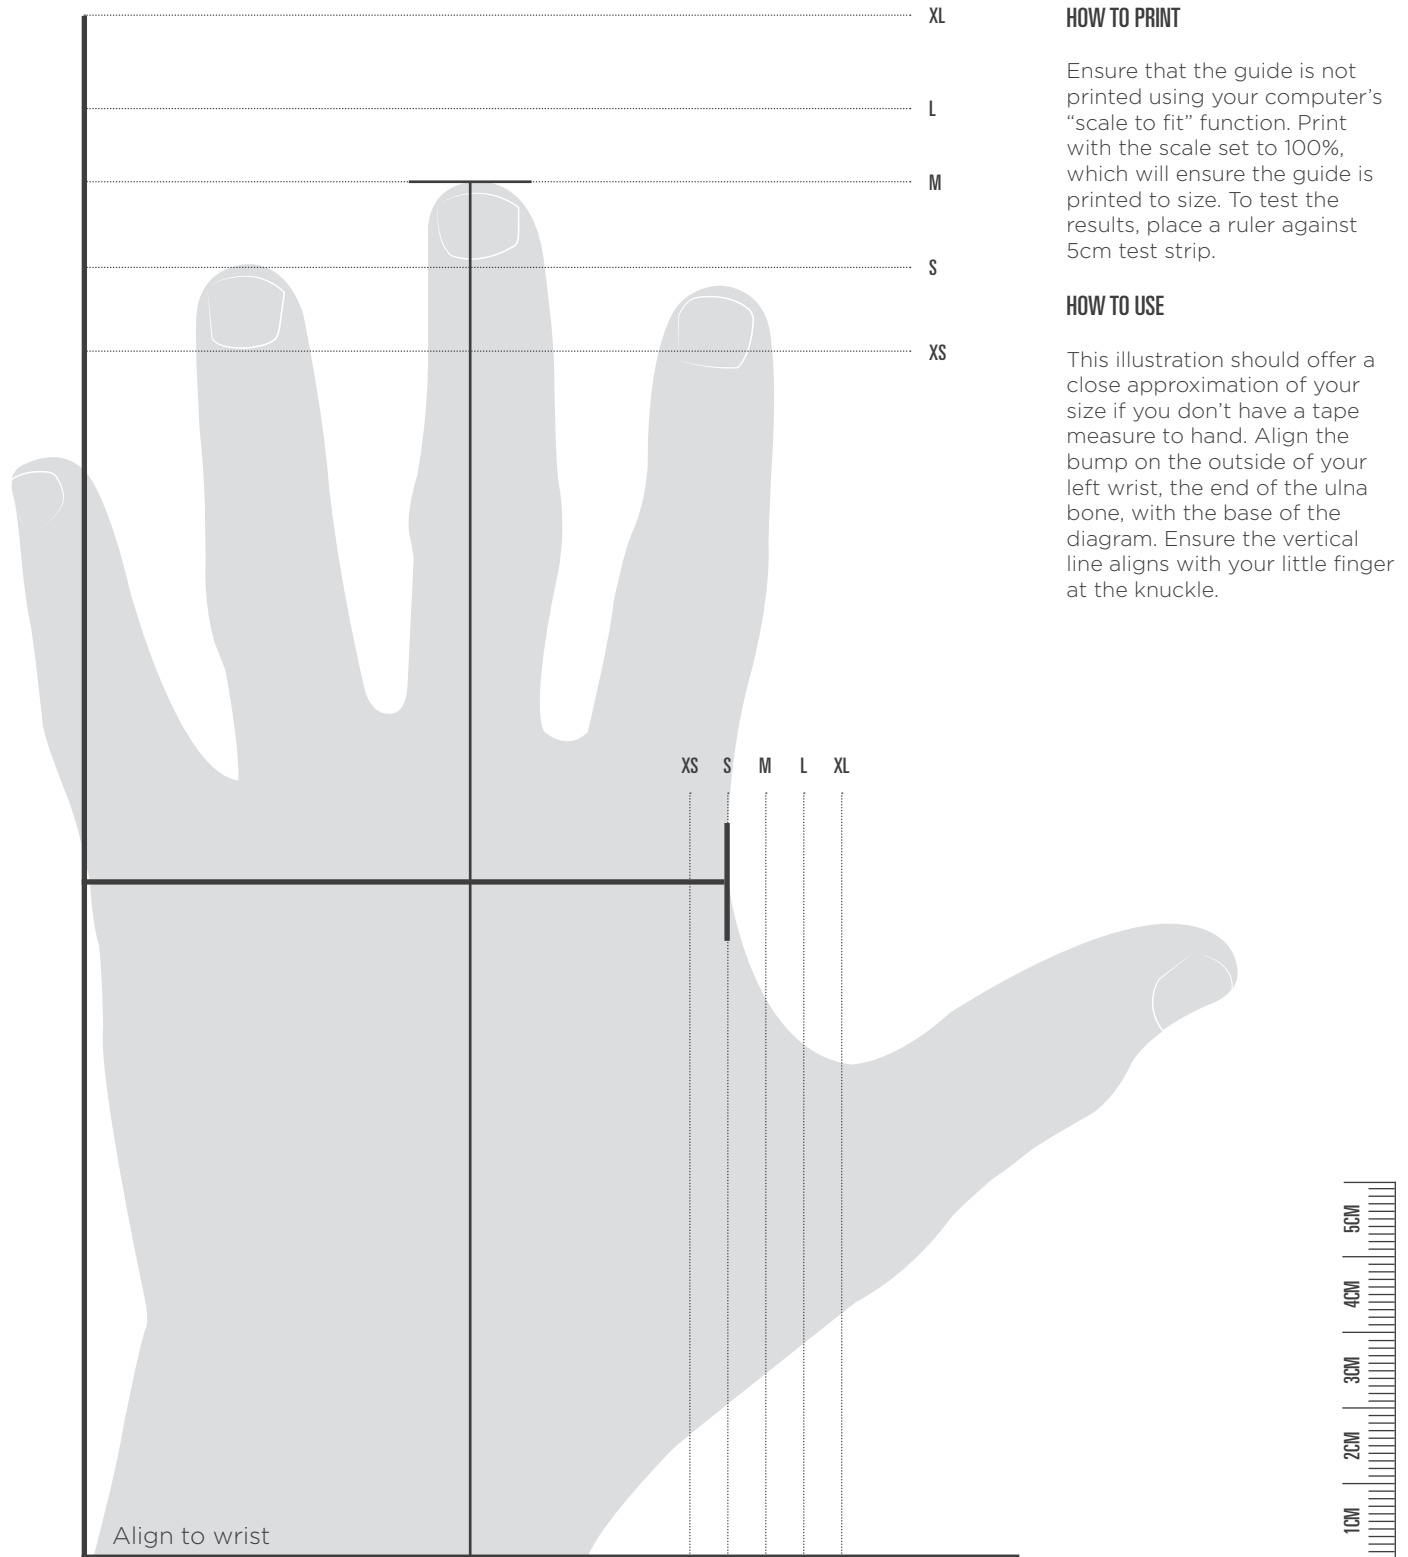 XL
L
M
S
XS
HOW TO PRINT
Ensure that the guide is not
printed using your computer’s
“scale to fit” function. Print
with the scale set to 100%,
which will ensure the guide is
printed to size. To test the
results, place a ruler against
5cm test strip.
HOW TO USE
This illustration should offer a
close approximation of your
size if you don’t have a tape
measure to hand. Align the
bump on the outside of your
left wrist, the end of the ulna
bone, with the base of the
diagram. Ensure the vertical
line aligns with your little finger
at the knuckle.
XS S M L XL
5CM
4CM
3CM
2CM
1CM
Align to wrist